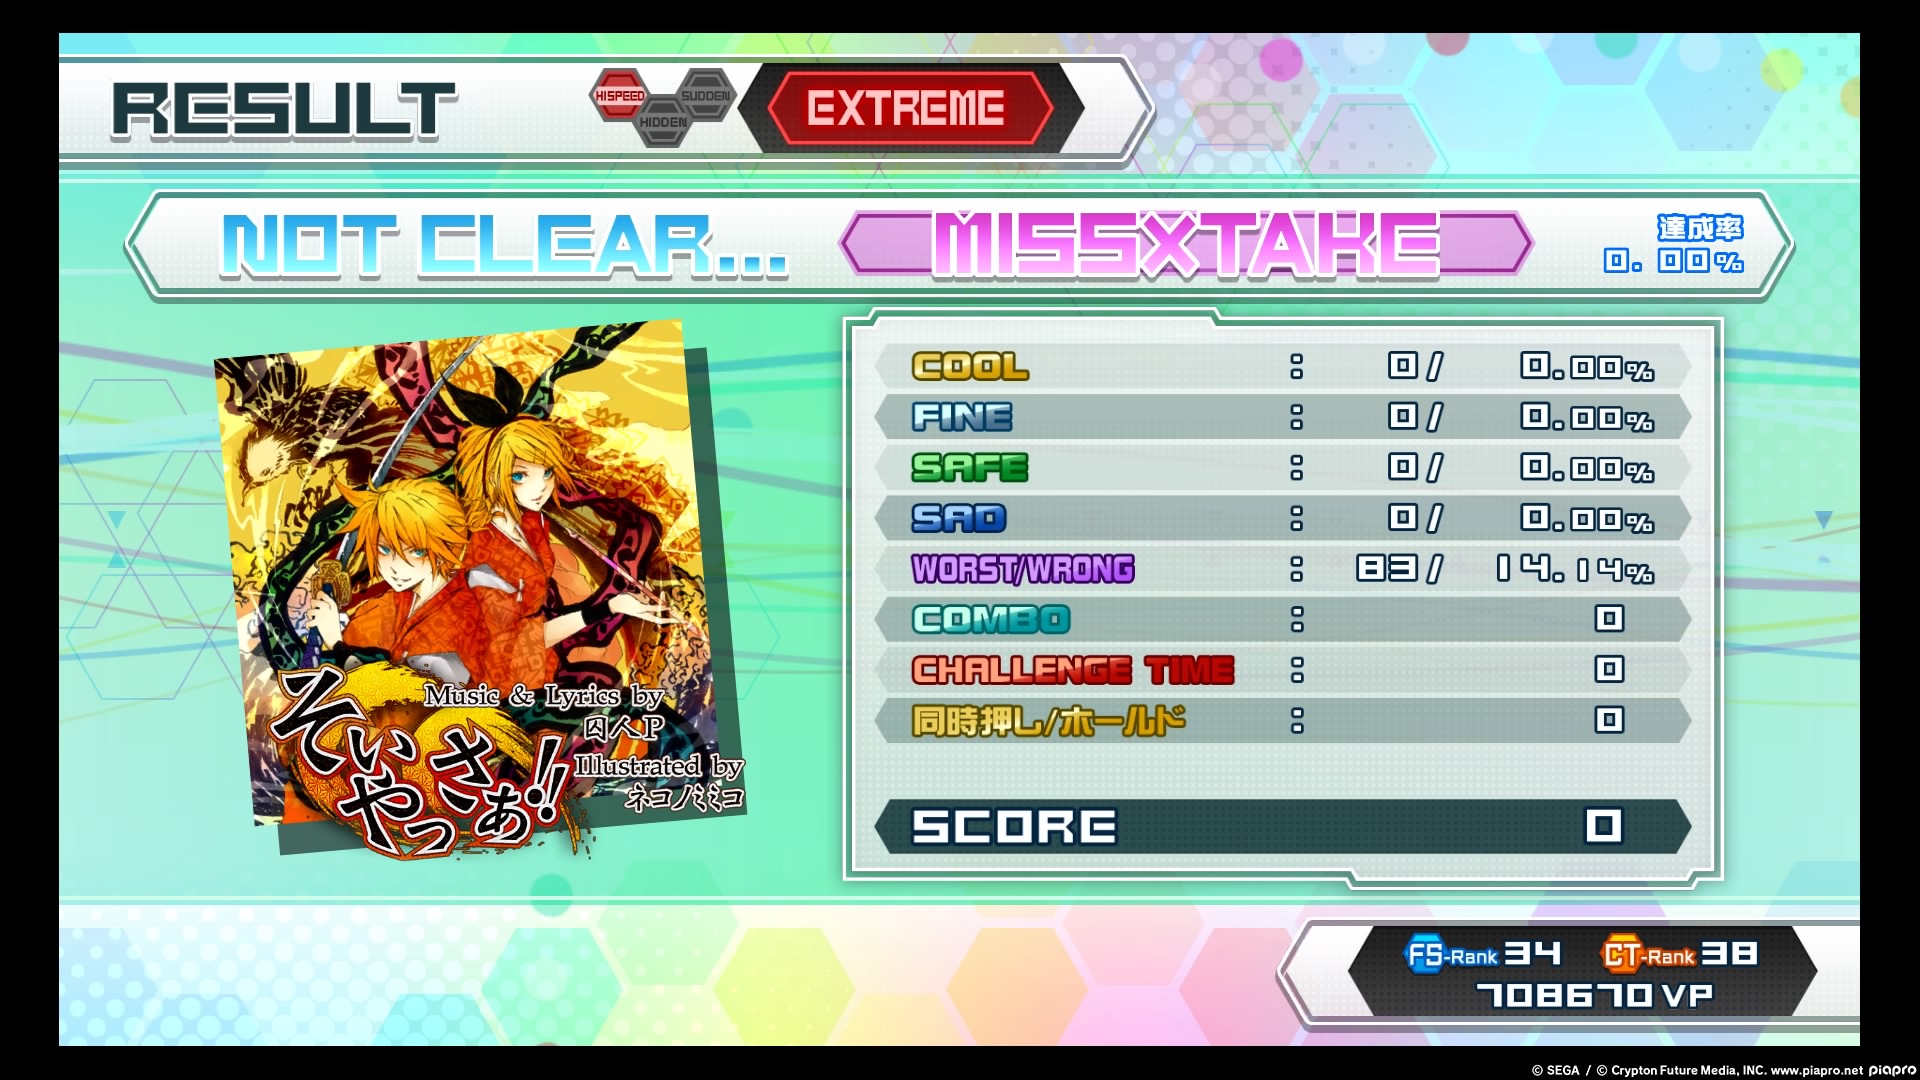 RESULT
HISPEED
HIDDEN
SUDDEN
EXTREME
NOT CLEAR...
MISS×TAKE
達成率
0.00%
COOL : 0/ 0.00%
FINE : 0/ 0.00%
SAFE : 0/ 0.00%
SAD : 0/ 0.00%
WORST/WRONG : 83/ 14.14%
COMBO : 0
CHALLENGE TIME : 0
同時押し/ホールド : 0
SCORE 0
Music & Lyrics by
囚人P
Illustrated by
ネコノミミコ
そいやっさぁ!!
FS-Rank 34 CT-Rank 38
708670VP
© SEGA / © Crypton Future Media, INC. www.piapro.net piapro